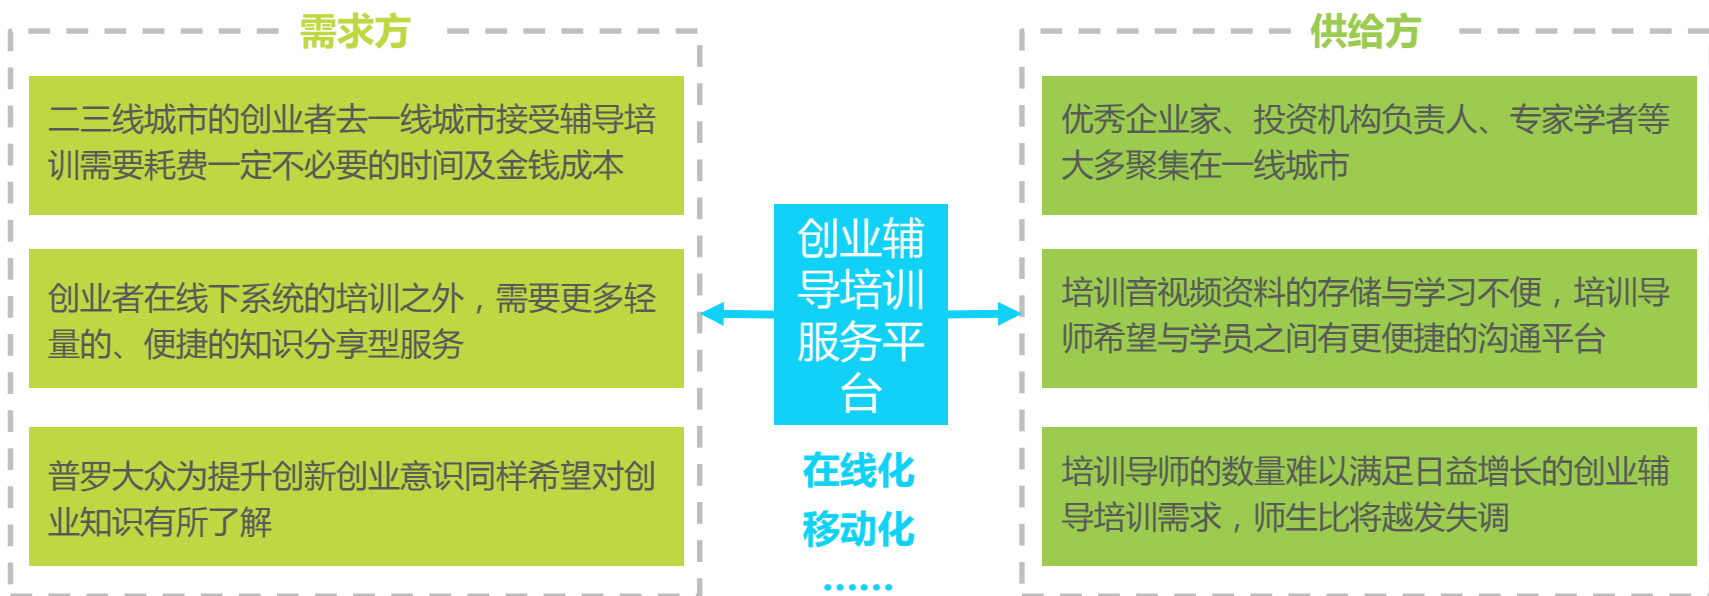 需求方
二三线城市的创业者去一线城市接受辅导培
训需要耗费一定不必要的时间及金钱成本
创业者在线下系统的培训之外，需要更多轻
量的、便捷的知识分享型服务
普罗大众为提升创新创业意识同样希望对创
业知识有所了解
创业辅
导培训
服务平
台
在线化
移动化
……
供给方
优秀企业家、投资机构负责人、专家学者等
大多聚集在一线城市
培训音视频资料的存储与学习不便，培训导
师希望与学员之间有更便捷的沟通平台
培训导师的数量难以满足日益增长的创业辅
导培训需求，师生比将越发失调